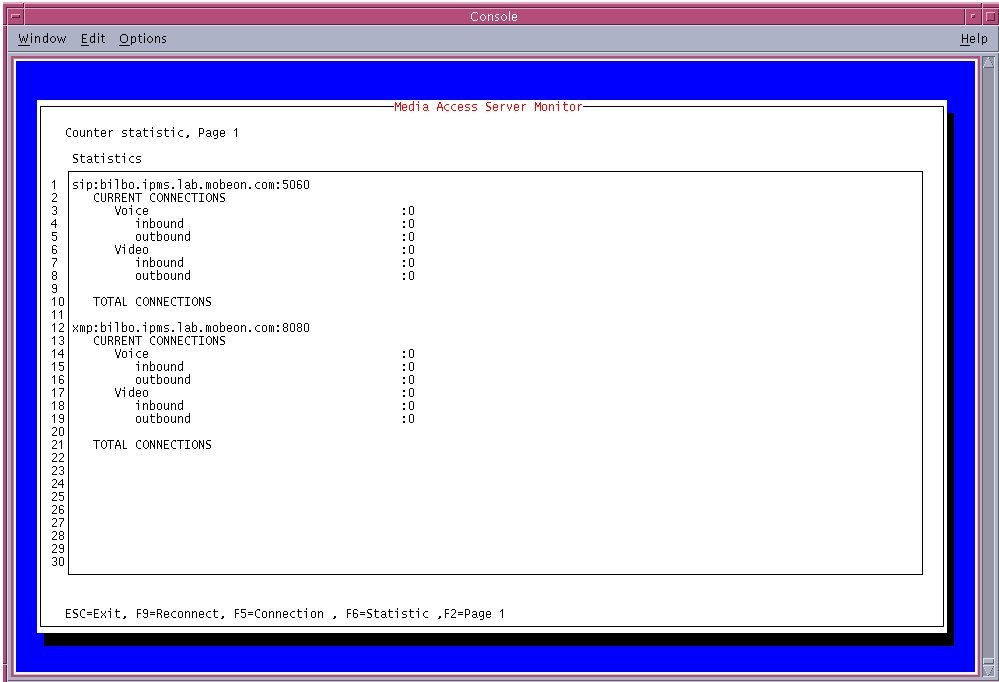 Console
Window Edit Options Help
Media Access Server Monitor
Counter statistic, Page 1
Statistics
1 sip:bilbo.ipms.lab.mobeon.com:5060
2 CURRENT CONNECTIONS
3 Voice :0
4 inbound :0
5 outbound :0
6 Video :0
7 inbound :0
8 outbound :0
9
10 TOTAL CONNECTIONS
11
12 xmp:bilbo.ipms.lab.mobeon.com:8080
13 CURRENT CONNECTIONS
14 Voice :0
15 inbound :0
16 outbound :0
17 Video :0
18 inbound :0
19 outbound :0
20
21 TOTAL CONNECTIONS
22
23
24
25
26
27
28
29
30
ESC=Exit, F9=Reconnect, F5=Connection , F6=Statistic ,F2=Page 1